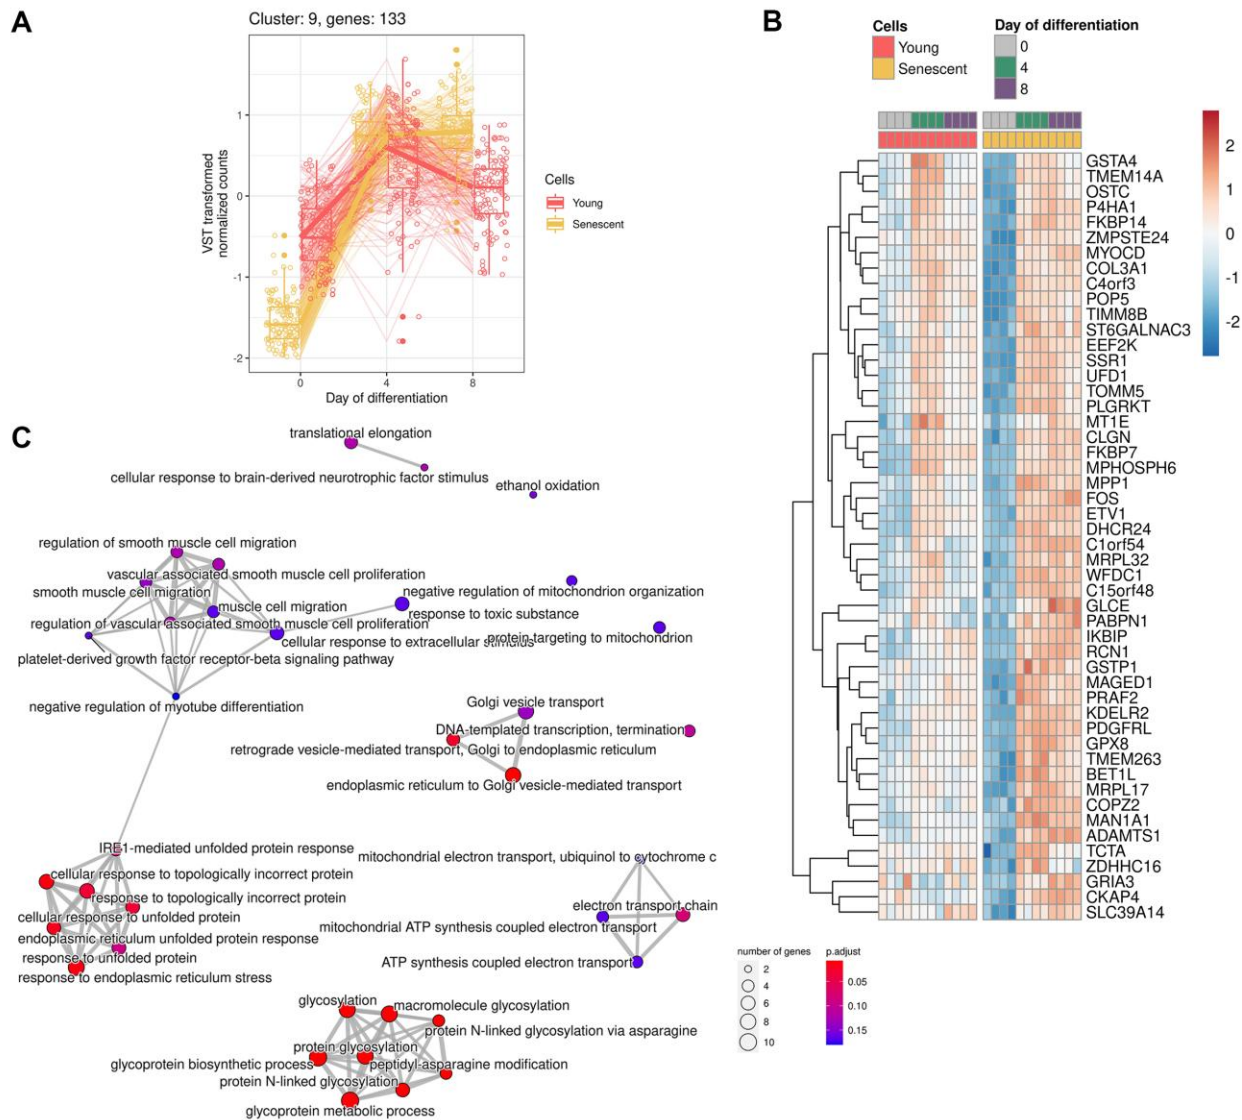 A
Cluster: 9, genes: 133
VST transformed
normalized counts
1
0
-1
-2
0
4
8
Day of differentiation
Cells
Young
Senescent
B
Cells
Young
Senescent
Day of differentiation
0
4
8
2
1
0
-1
-2
GSTA4
TMEM14A
OSTC
P4HA1
FKBP14
ZMPSTE24
MYOCD
COL3A1
C4orf3
POP5
TIMM8B
ST6GALNAC3
EEF2K
SSR1
UFD1
TOMM5
PLGRKT
MT1E
CLGN
FKBP7
MPHOSPH6
MPP1
FOS
ETV1
DHCR24
C1orf54
MRPL32
WFDC1
C15orf48
GLCE
PABPN1
IKBIP
RCN1
GSTP1
MAGED1
PRAF2
KDELR2
PDGFRL
GPX8
TMEM263
BET1L
MRPL17
COPZ2
MAN1A1
ADAMTS1
TCTA
ZDHHC16
GRIA3
CKAP4
SLC39A14
C
translational elongation
cellular response to brain-derived neurotrophic factor stimulus
ethanol oxidation
regulation of smooth muscle cell migration
vascular associated smooth muscle cell proliferation
smooth muscle cell migration
muscle cell migration
regulation of vascular associated smooth muscle cell proliferation
negative regulation of mitochondrion organization
response to toxic substance
cellular response to extracellular stimulus
protein targeting to mitochondrion
platelet-derived growth factor receptor-beta signaling pathway
negative regulation of myotube differentiation
Golgi vesicle transport
DNA-templated transcription, termination
retrograde vesicle-mediated transport, Golgi to endoplasmic reticulum
endoplasmic reticulum to Golgi vesicle-mediated transport
IRE1-mediated unfolded protein response
cellular response to topologically incorrect protein
response to topologically incorrect protein
cellular response to unfolded protein
endoplasmic reticulum unfolded protein response
response to unfolded protein
response to endoplasmic reticulum stress
mitochondrial electron transport, ubiquinol to cytochrome c
electron transport chain
mitochondrial ATP synthesis coupled electron transport
ATP synthesis coupled electron transport
glycosylation
macromolecule glycosylation
protein N-linked glycosylation via asparagine
protein glycosylation
glycoprotein biosynthetic process
peptidyl-asparagine modification
protein N-linked glycosylation
glycoprotein metabolic process
number of genes
2
4
6
8
10
p.adjust
0.05
0.10
0.15